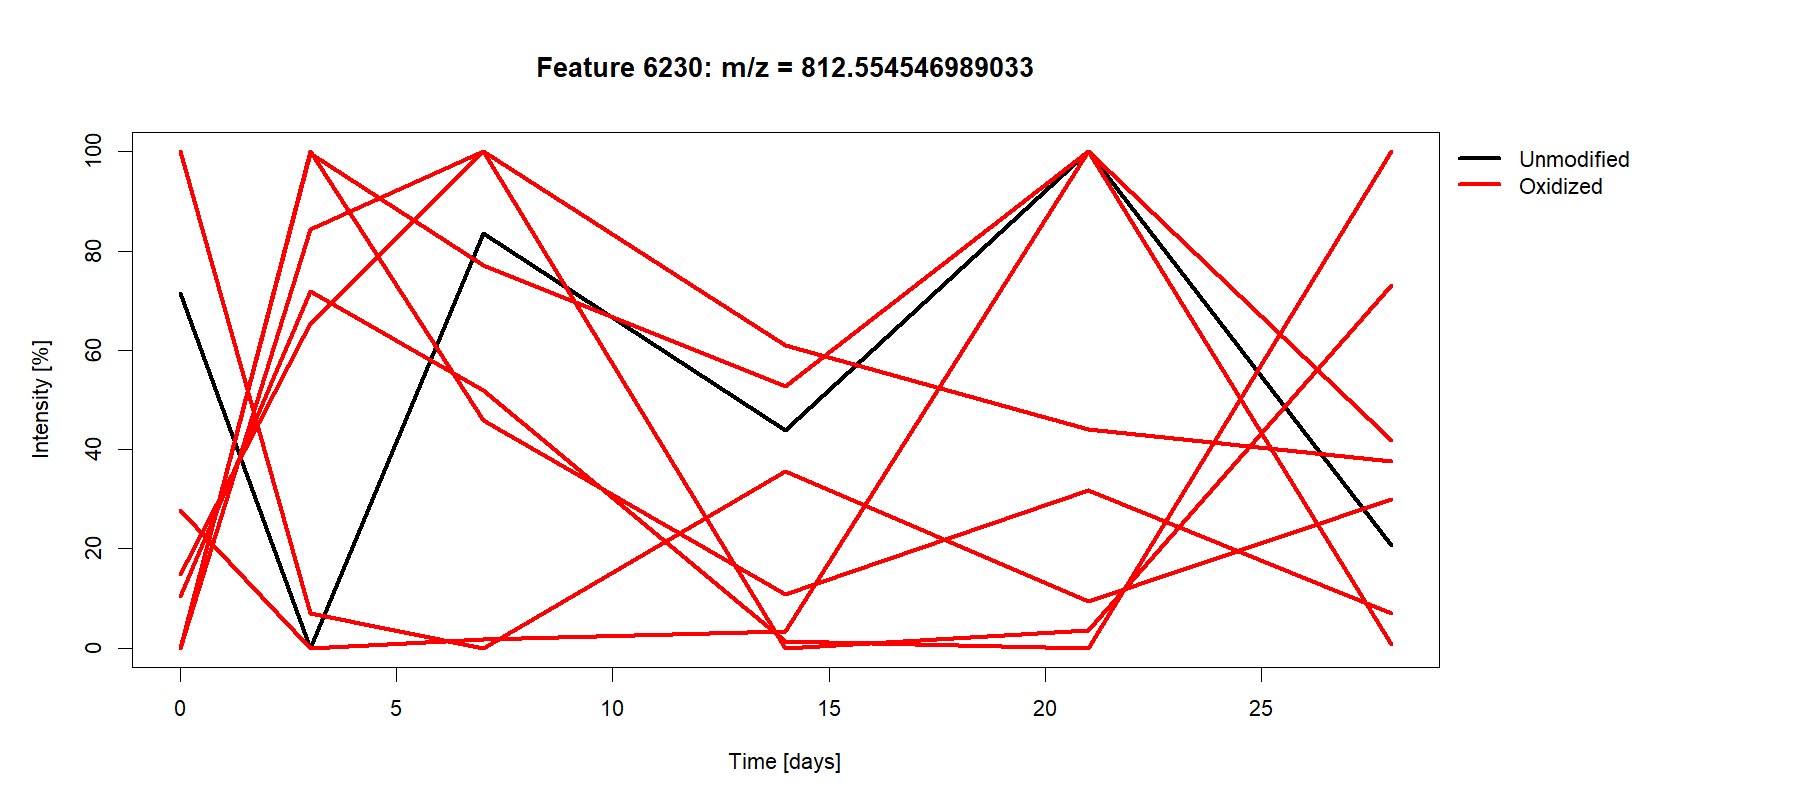 Feature 6230: m/z = 812.554546989033
Unmodified
Oxidized
Intensity [%]
100
80
60
40
20
0
0 5 10 15 20 25
Time [days]